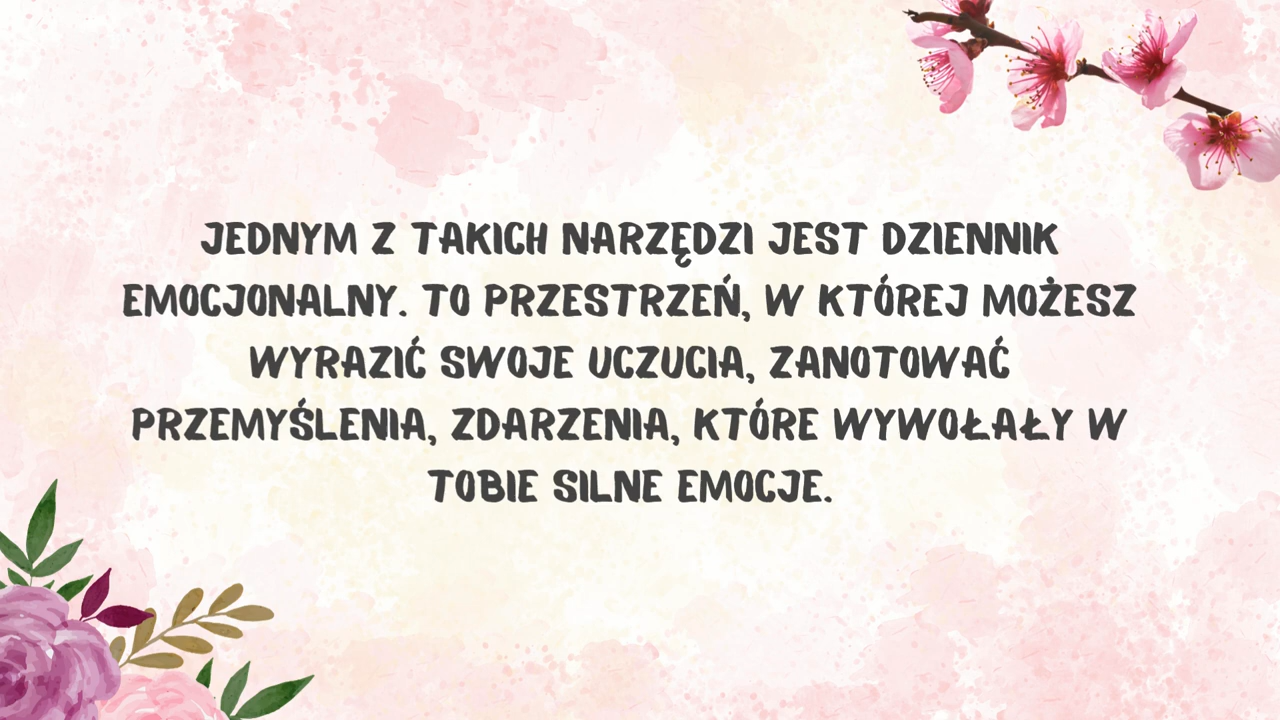 JEDNYM Z TAKICH NARZĘDZI JEST DZIENNIK
EMOCJONALNY. TO PRZESTRZEŃ, W KTÓREJ MOŻESZ
WYRAZIĆ SWOJE UCZUCIA, ZANOTOWAĆ
PRZEMYŚLENIA, ZDARZENIA, KTÓRE WYWOŁAŁY W
TOBIE SILNE EMOCJE.